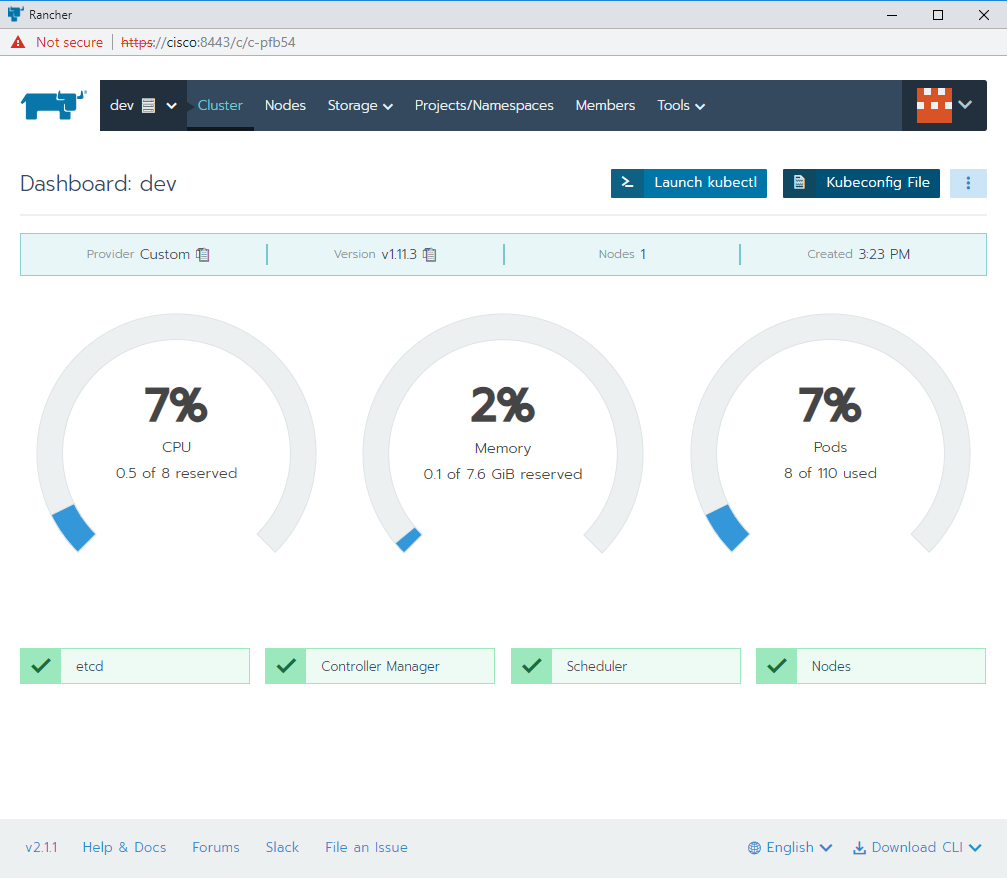 Rancher
Not secure https://cisco:8443/c/c-pfb54
dev Cluster Nodes Storage Projects/Namespaces Members Tools
Dashboard: dev Launch kubectl Kubeconfig File
Provider Custom Version v1.11.3 Nodes 1 Created 3:23 PM
7% 2% 7%
CPU Memory Pods
0.5 of 8 reserved 0.1 of 7.6 GiB reserved 8 of 110 used
etcd Controller Manager Scheduler Nodes
v2.1.1 Help & Docs Forums Slack File an Issue English Download CLI